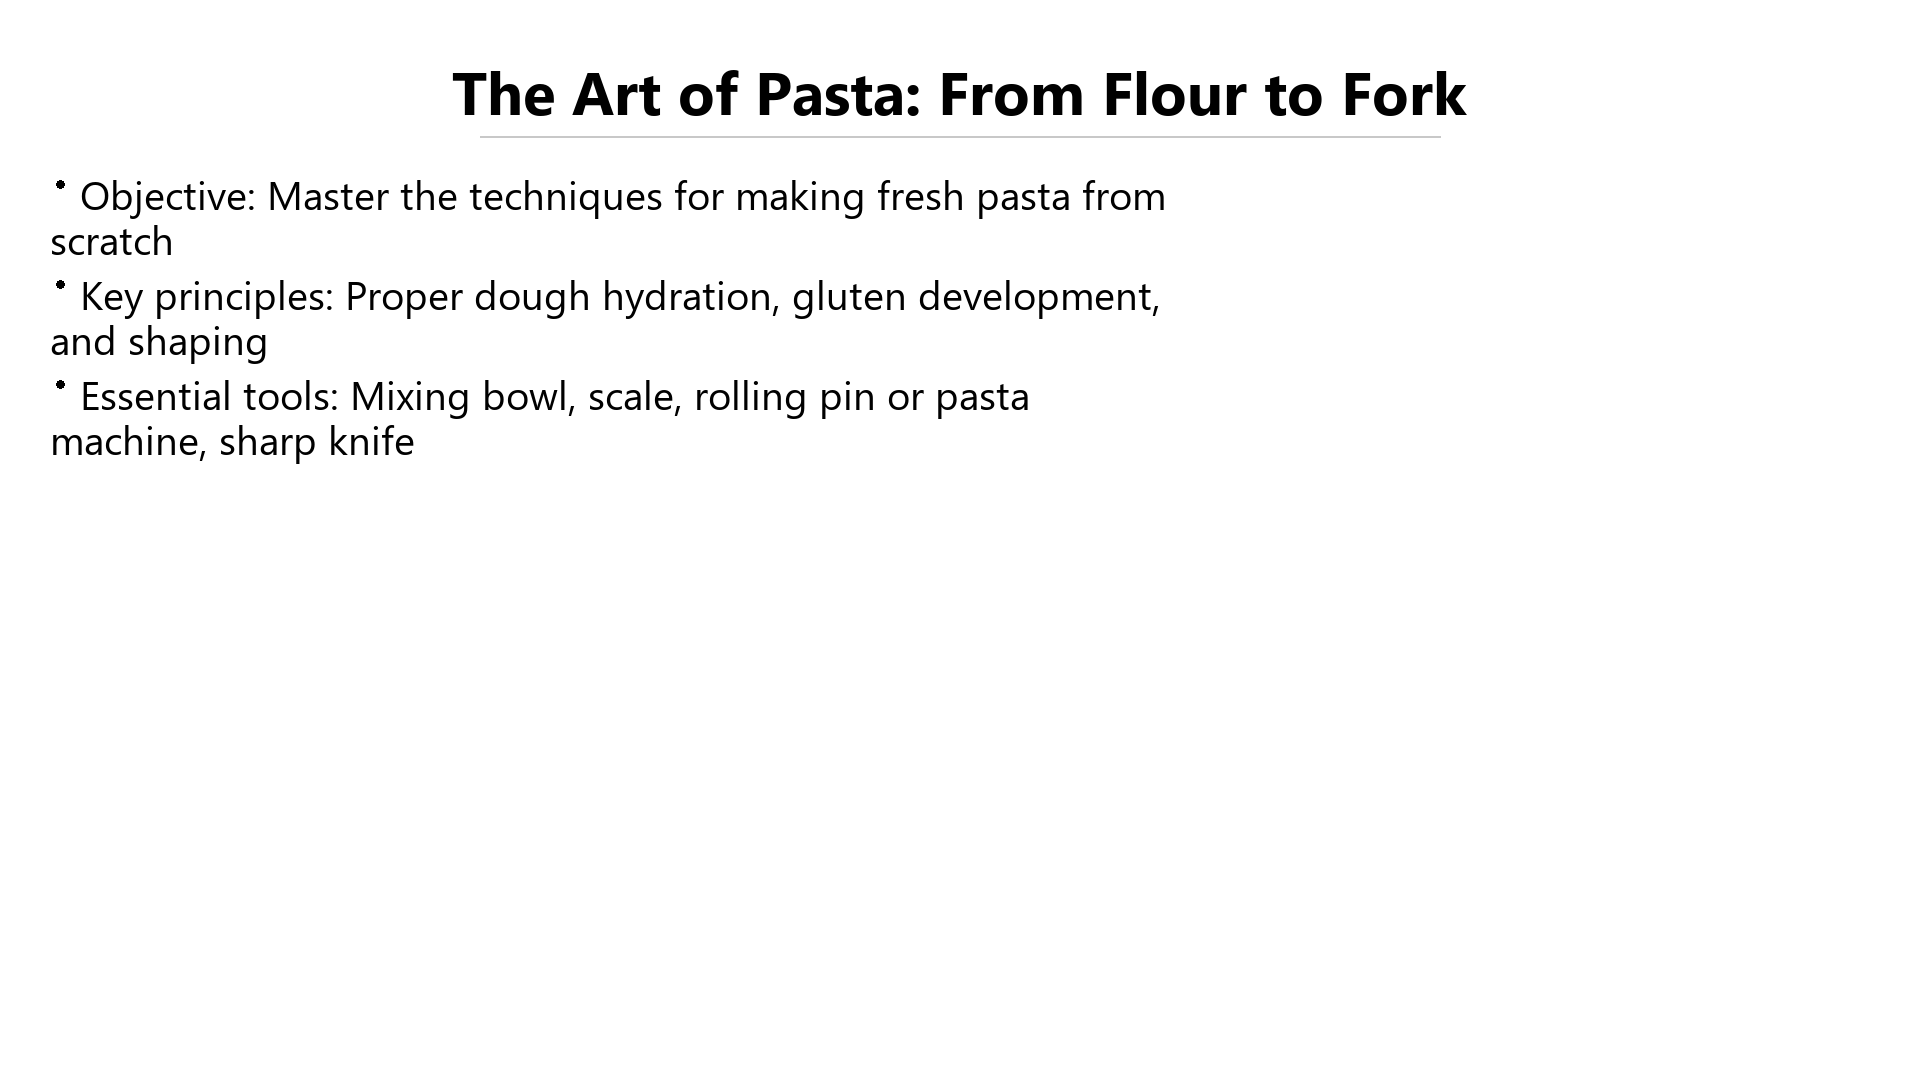 The Art of Pasta: From Flour to Fork
• Objective: Master the techniques for making fresh pasta from
scratch
• Key principles: Proper dough hydration, gluten development,
and shaping
• Essential tools: Mixing bowl, scale, rolling pin or pasta
machine, sharp knife